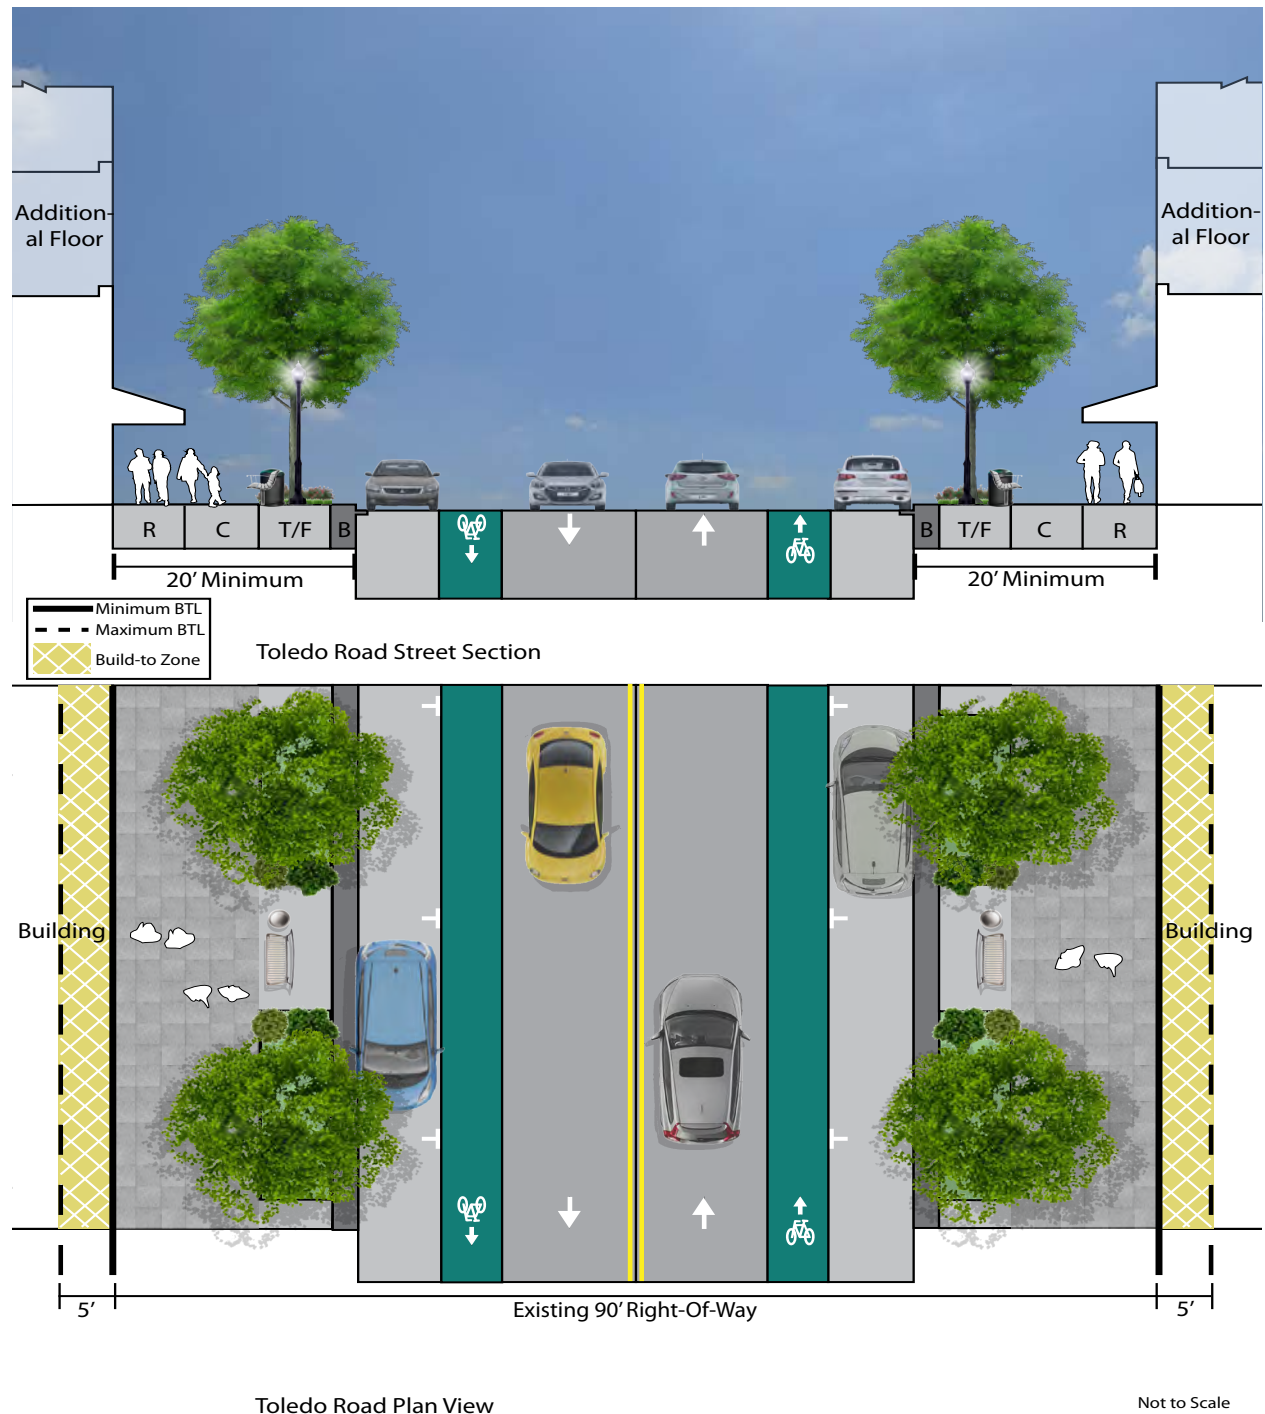 Addition-
al Floor
Addition-
al Floor
R
C
T/F
B
B
T/F
C
R
20’ Minimum
20’ Minimum
Minimum BTL
Maximum BTL
Build-to Zone
Toledo Road Street Section
Building
Building
5’
Existing 90’ Right-Of-Way
5’
Toledo Road Plan View
Not to Scale